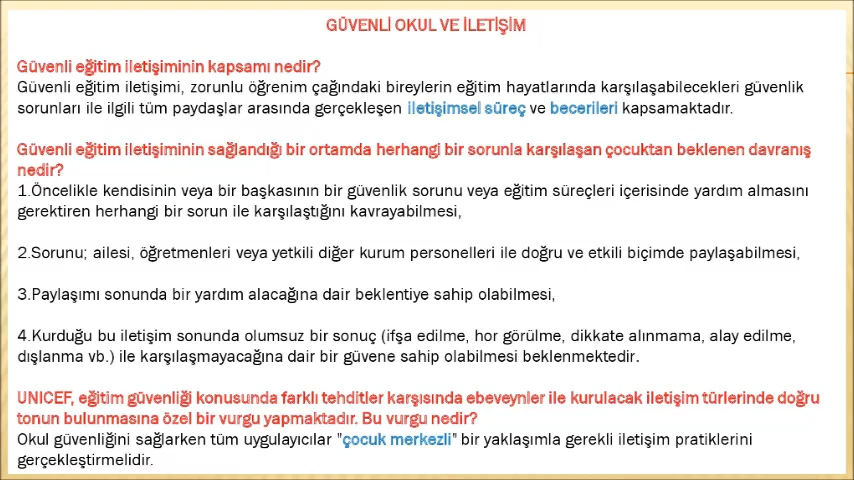 GÜVENLİ OKUL VE İLETİŞİM
Güvenli eğitim iletişiminin kapsamı nedir?
Güvenli eğitim iletişimi, zorunlu öğrenim çağındaki bireylerin eğitim hayatlarında karşılaşabilecekleri güvenlik
sorunları ile ilgili tüm paydaşlar arasında gerçekleşen iletişimsel süreç ve becerileri kapsamaktadır.
Güvenli eğitim iletişiminin sağlandığı bir ortamda herhangi bir sorunla karşılaşan çocuktan beklenen davranış
nedir?
1.Öncelikle kendisinin veya bir başkasının bir güvenlik sorunu veya eğitim süreçleri içerisinde yardım almasını
gerektiren herhangi bir sorun ile karşılaştığını kavrayabilmesi,
2.Sorunu; ailesi, öğretmenleri veya yetkili diğer kurum personelleri ile doğru ve etkili biçimde paylaşabilmesi,
3.Paylaşımı sonunda bir yardım alacağına dair beklentiye sahip olabilmesi,
4.Kurduğu bu iletişim sonunda olumsuz bir sonuç (ifşa edilme, hor görülme, dikkate alınmama, alay edilme,
dışlanma vb.) ile karşılaşmayacağına dair bir güvene sahip olabilmesi beklenmektedir.
UNICEF, eğitim güvenliği konusunda farklı tehditler karşısında ebeveynler ile kurulacak iletişim türlerinde doğru
tonun bulunmasına özel bir vurgu yapmaktadır. Bu vurgu nedir?
Okul güvenliğini sağlarken tüm uygulayıcılar "çocuk merkezli" bir yaklaşımla gerekli iletişim pratiklerini
gerçekleştirmelidir.